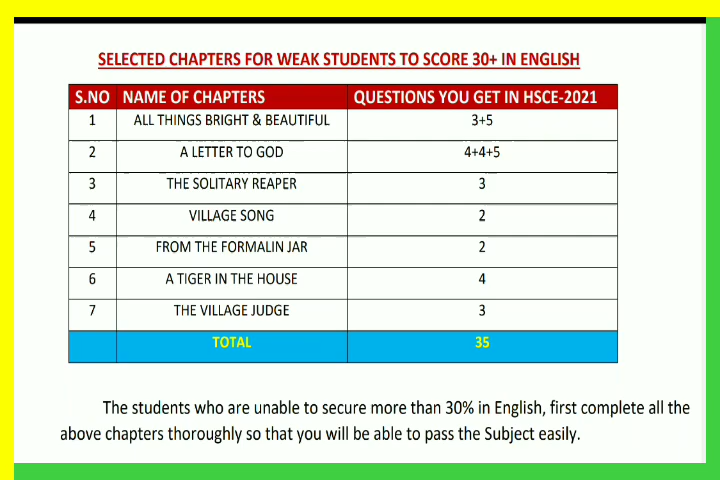 SELECTED CHAPTERS FOR WEAK STUDENTS TO SCORE 30+ IN ENGLISH
S.NO NAME OF CHAPTERS QUESTIONS YOU GET IN HSCE-2021
1 ALL THINGS BRIGHT & BEAUTIFUL 3+5
2 A LETTER TO GOD 4+4+5
3 THE SOLITARY REAPER 3
4 VILLAGE SONG 2
5 FROM THE FORMALIN JAR 2
6 A TIGER IN THE HOUSE 4
7 THE VILLAGE JUDGE 3
TOTAL 35
The students who are unable to secure more than 30% in English, first complete all the
above chapters thoroughly so that you will be able to pass the Subject easily.